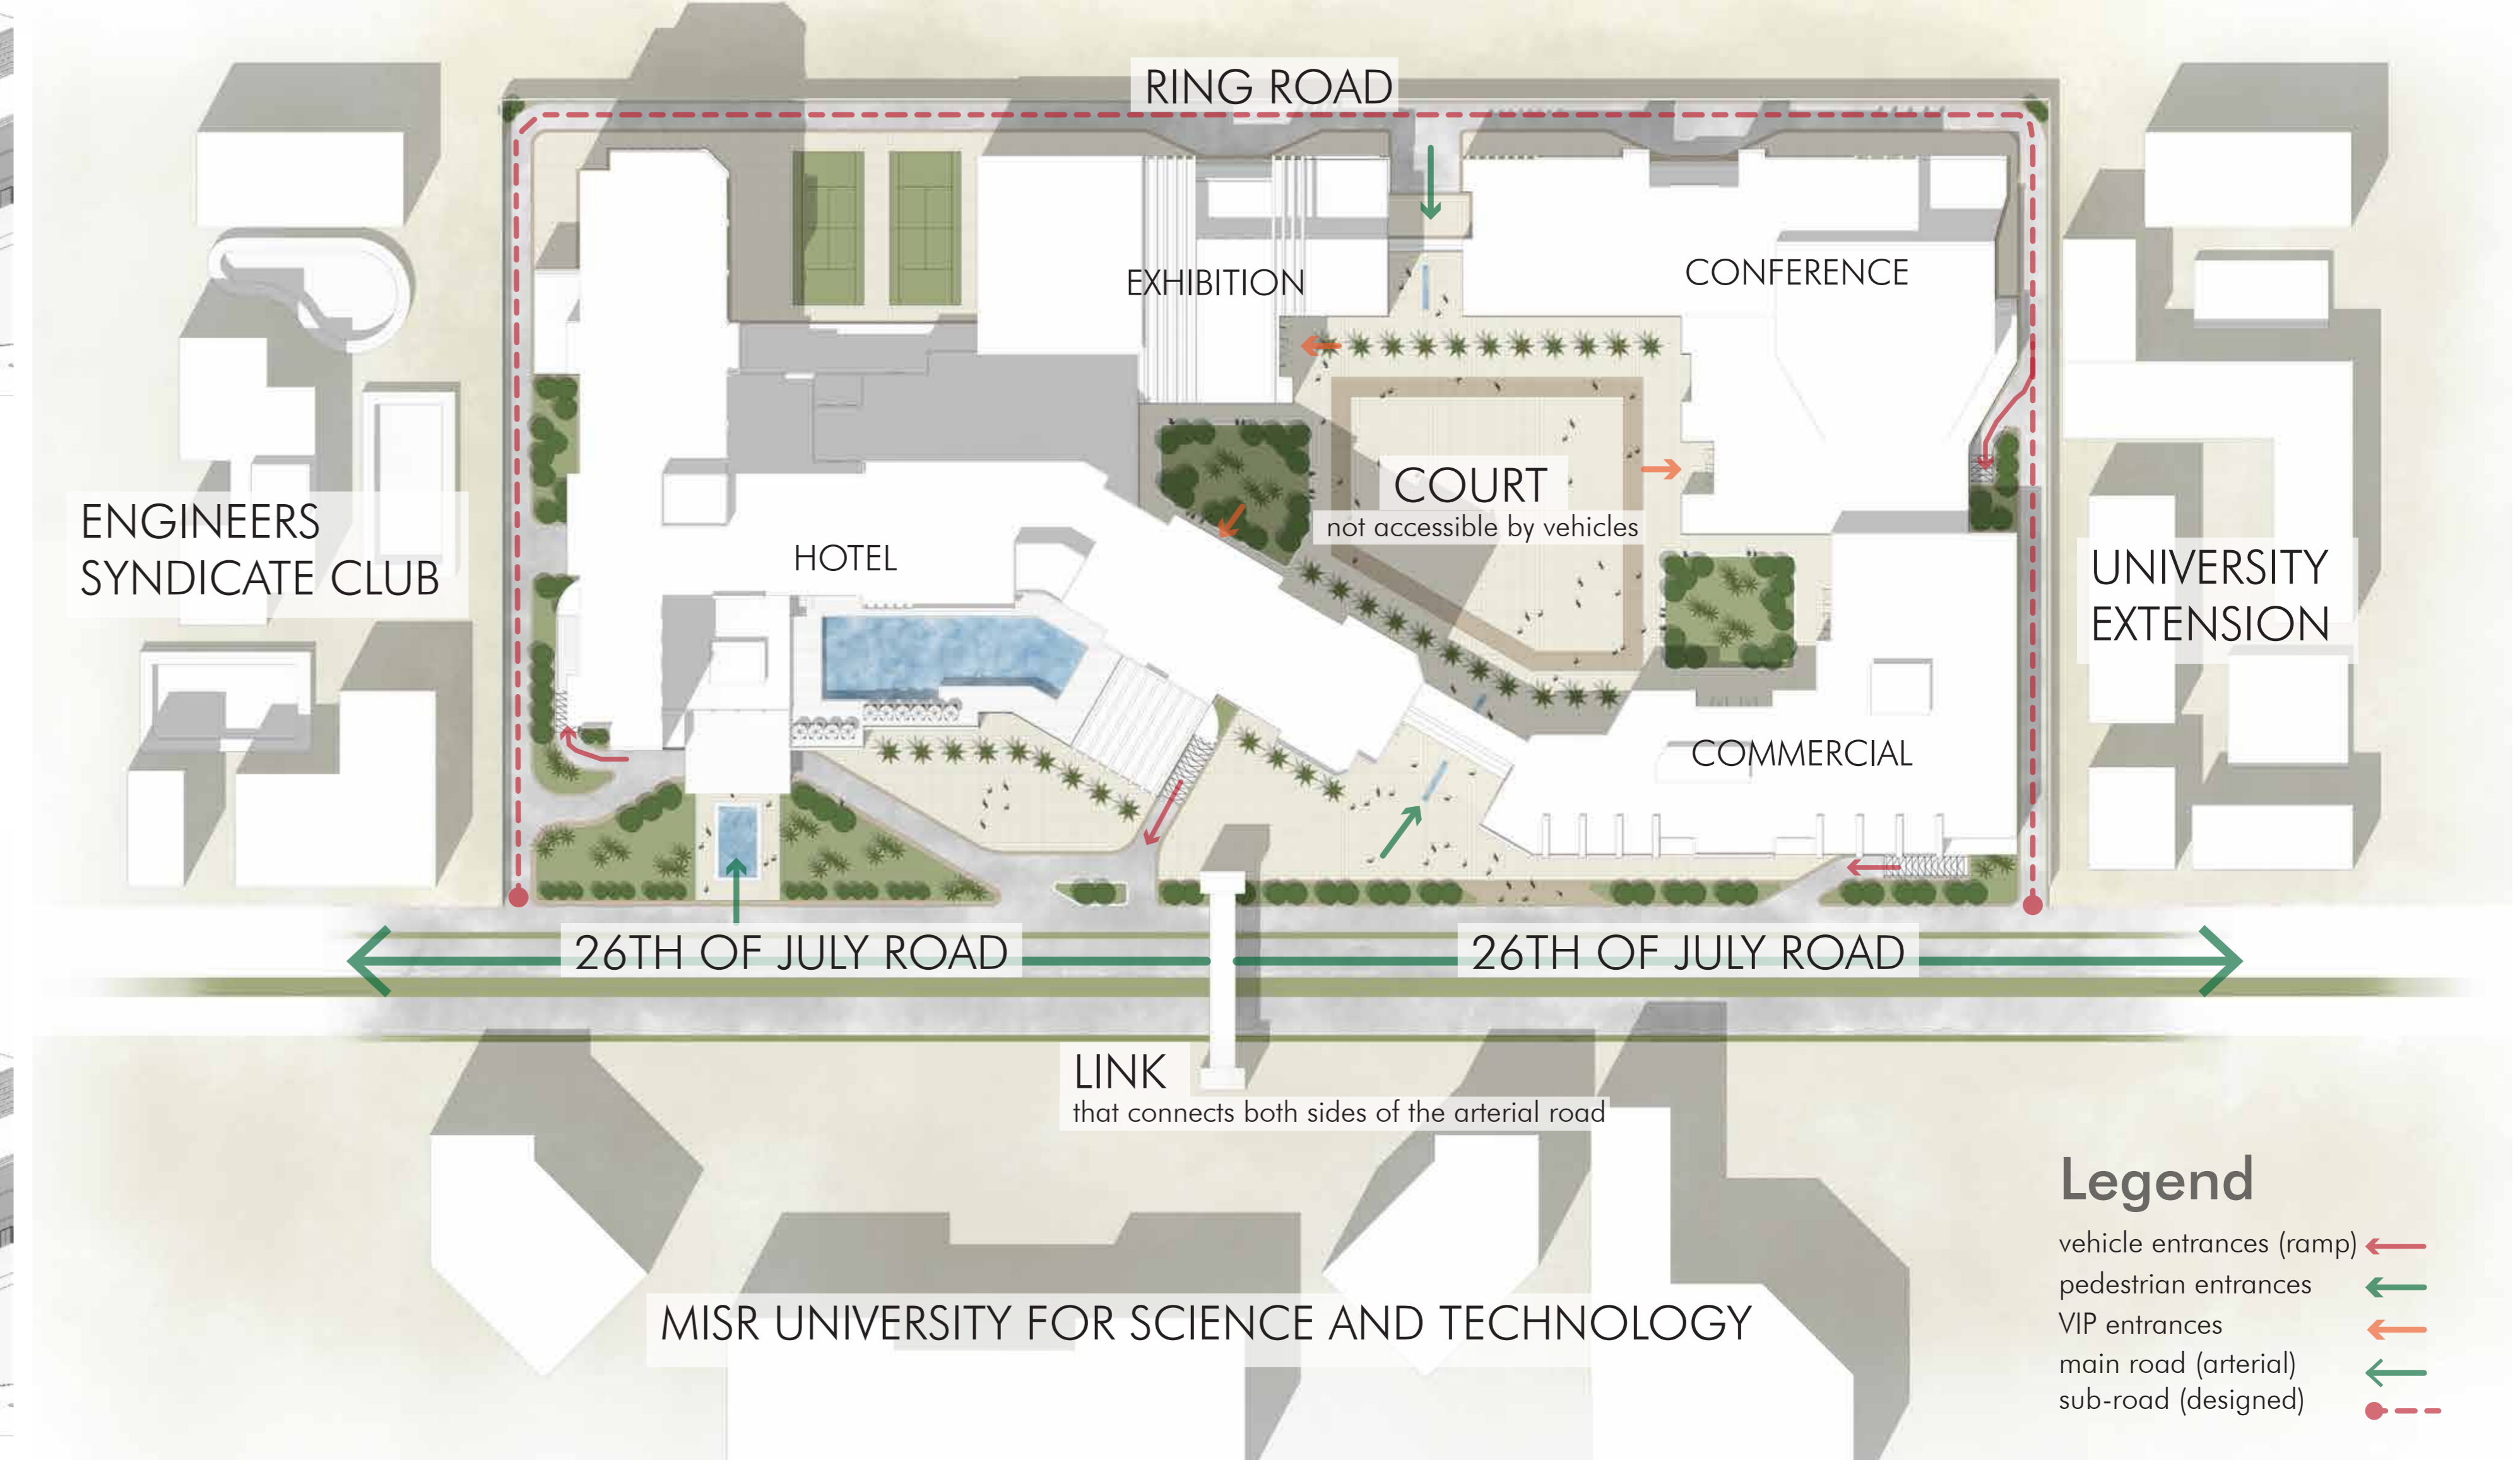 RING ROAD
EXHIBITION
CONFERENCE
COURT
not accessible by vehicles
ENGINEERS
SYNDICATE CLUB
HOTEL
UNIVERSITY
EXTENSION
COMMERCIAL
26TH OF JULY ROAD
26TH OF JULY ROAD
LINK
that connects both sides of the arterial road
MISR UNIVERSITY FOR SCIENCE AND TECHNOLOGY
Legend
vehicle entrances (ramp)
pedestrian entrances
VIP entrances
main road (arterial)
sub-road (designed)